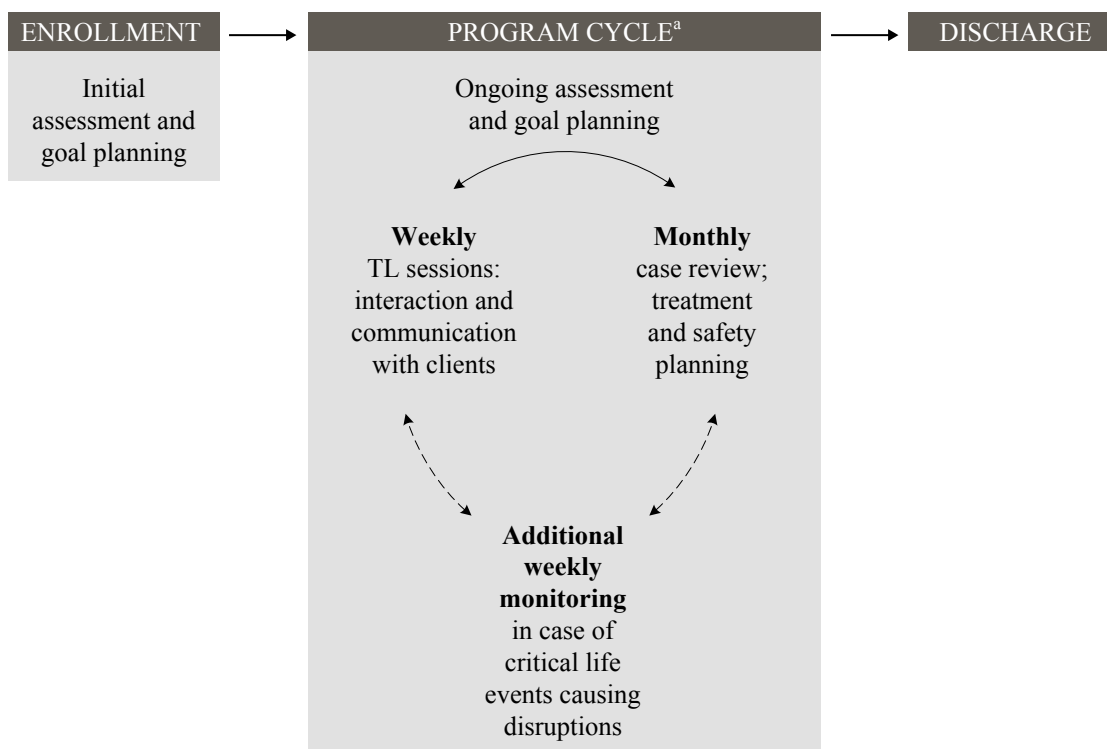 ENROLLMENT
Initial
assessment and
goal planning
PROGRAM CYCLEa
Ongoing assessment
and goal planning
Weekly
TL sessions:
interaction and
communication
with clients
Monthly
case review;
treatment
and safety
planning
Additional
weekly
monitoring
in case of
critical life
events causing
disruptions
DISCHARGE